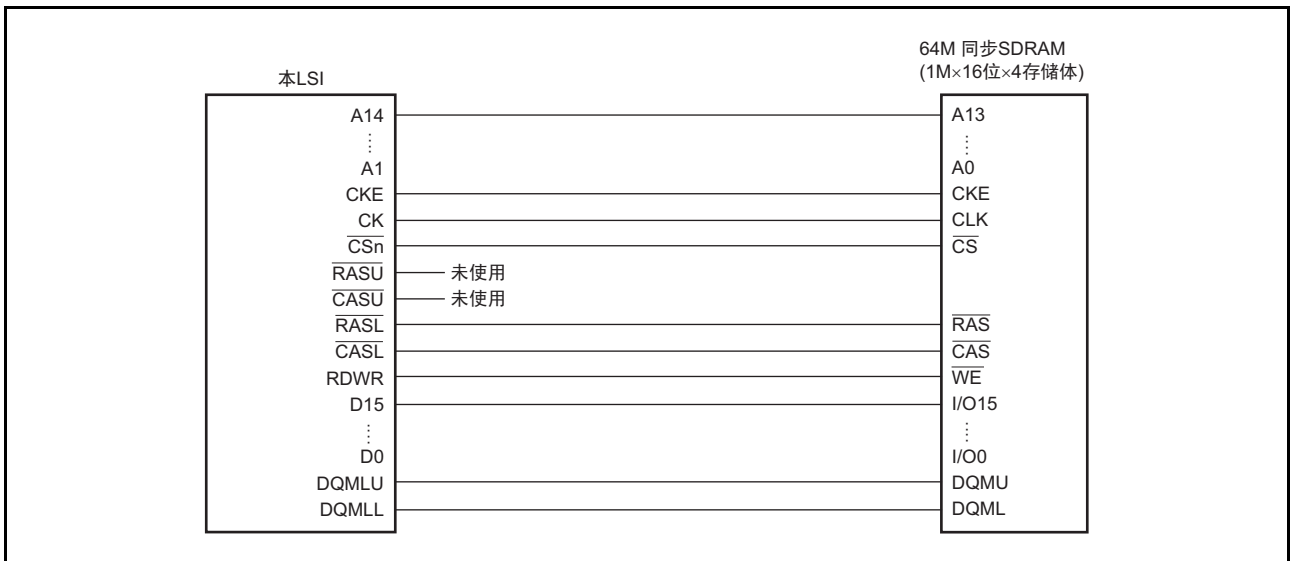 64M 同步SDRAM
(1M×16位×4存储体)
本LSI
A14 A13
A1 A0
CKE CKE
CK CLK
CSn CS
RASU 未使用
CASU 未使用
RASL RAS
CASL CAS
RDWR WE
D15 I/O15
D0 I/O0
DQMLU DQMU
DQMLL DQML